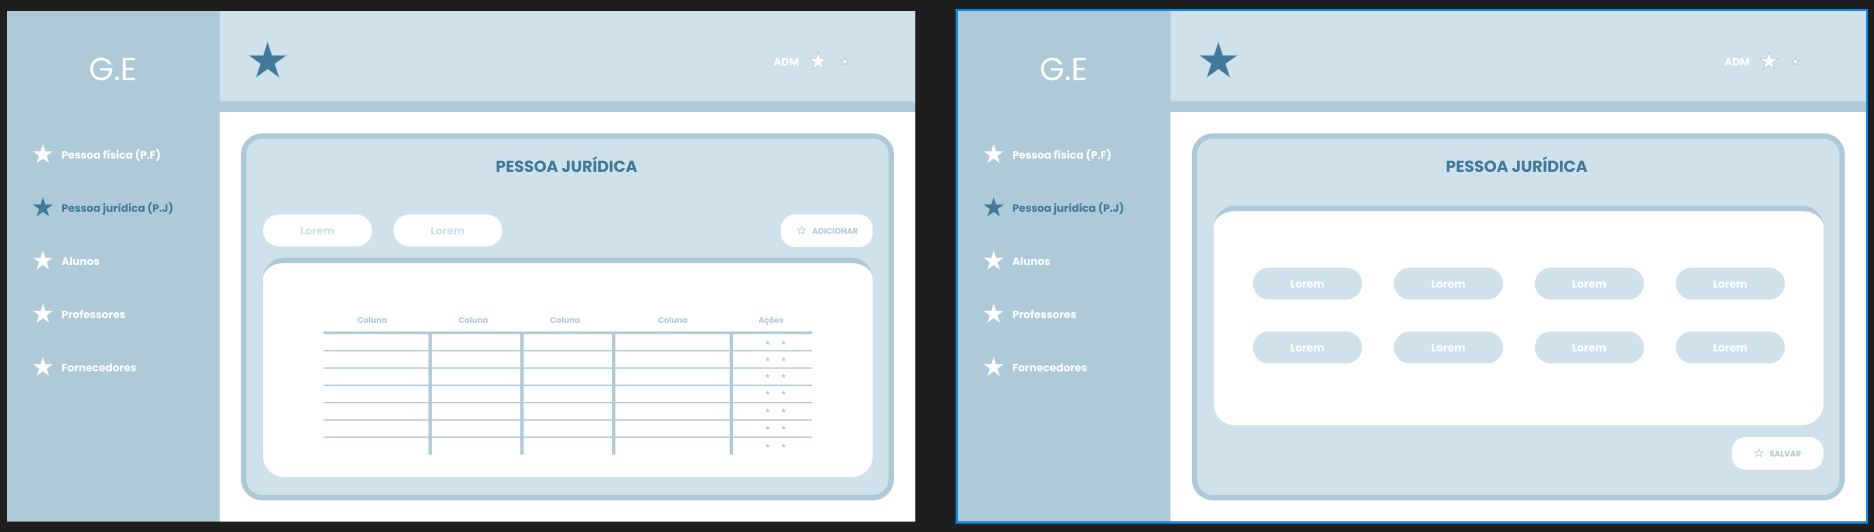 G.E
ADM
Pessoa física (P.F)
Pessoa jurídica (P.J)
Alunos
Professores
Fornecedores
PESSOA JURÍDICA
Lorem Lorem ADICIONAR
Coluna Coluna Coluna Coluna Ações
G.E
ADM
Pessoa física (P.F)
Pessoa jurídica (P.J)
Alunos
Professores
Fornecedores
PESSOA JURÍDICA
Lorem Lorem Lorem Lorem
Lorem Lorem Lorem Lorem
SALVAR